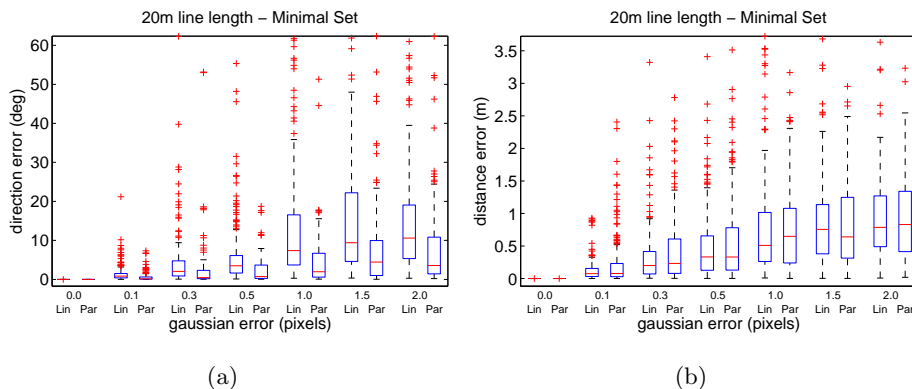 20m line length − Minimal Set
direction error (deg)
60
50
40
30
20
10
0
0.0 0.1 0.3 0.5 1.0 1.5 2.0
Lin Par Lin Par Lin Par Lin Par Lin Par Lin Par Lin Par
gaussian error (pixels)
(a)
20m line length − Minimal Set
distance error (m)
3.5
3
2.5
2
1.5
1
0.5
0
0.0 0.1 0.3 0.5 1.0 1.5 2.0
Lin Par Lin Par Lin Par Lin Par Lin Par Lin Par Lin Par
gaussian error (pixels)
(b)